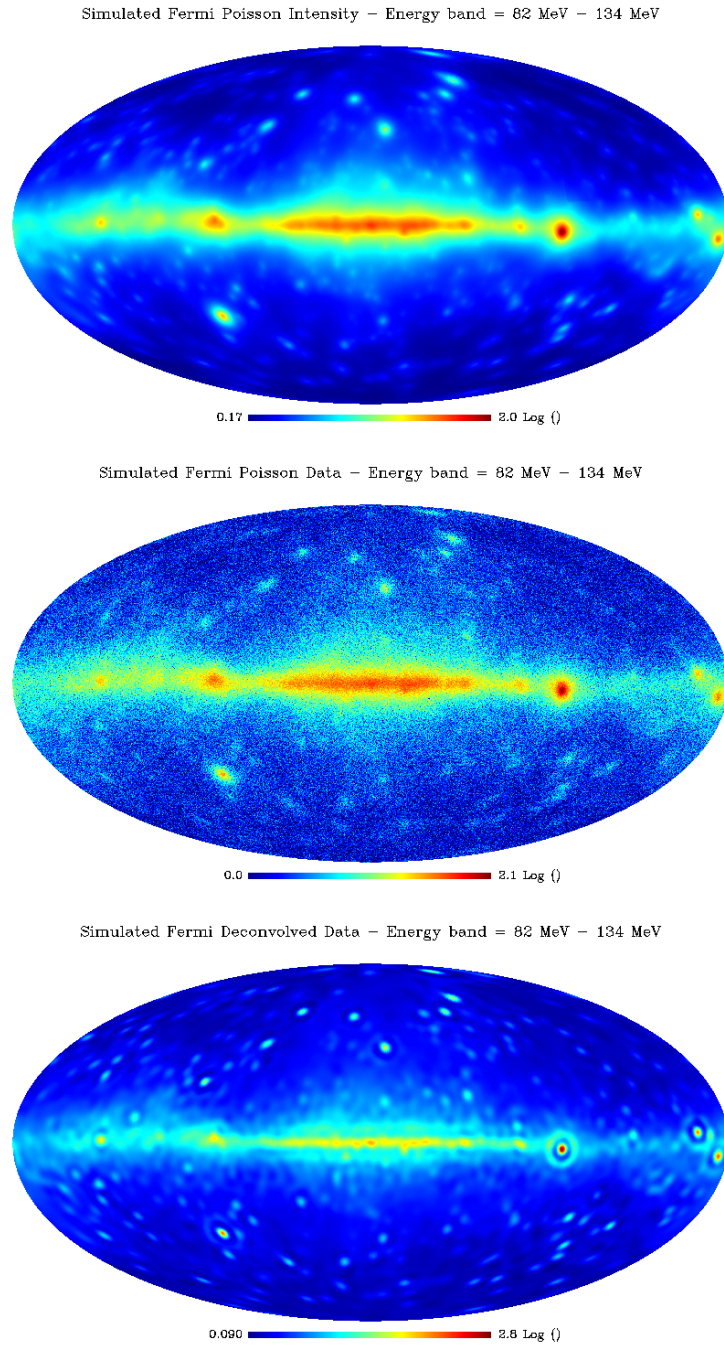 Simulated Fermi Poisson Intensity – Energy band = 82 MeV – 134 MeV
0.17 2.0 Log ()
Simulated Fermi Poisson Data – Energy band = 82 MeV – 134 MeV
0.0 2.1 Log ()
Simulated Fermi Deconvolved Data – Energy band = 82 MeV – 134 MeV
0.090 2.8 Log ()